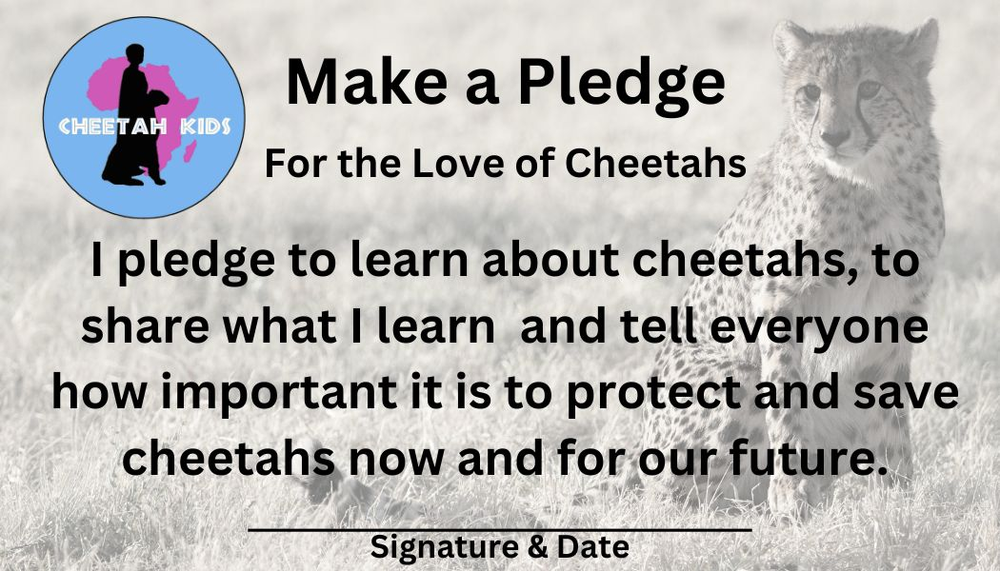 CHEETAH KIDS
Make a Pledge
For the Love of Cheetahs
I pledge to learn about cheetahs, to
share what I learn  and tell everyone
how important it is to protect and save
cheetahs now and for our future.
Signature & Date